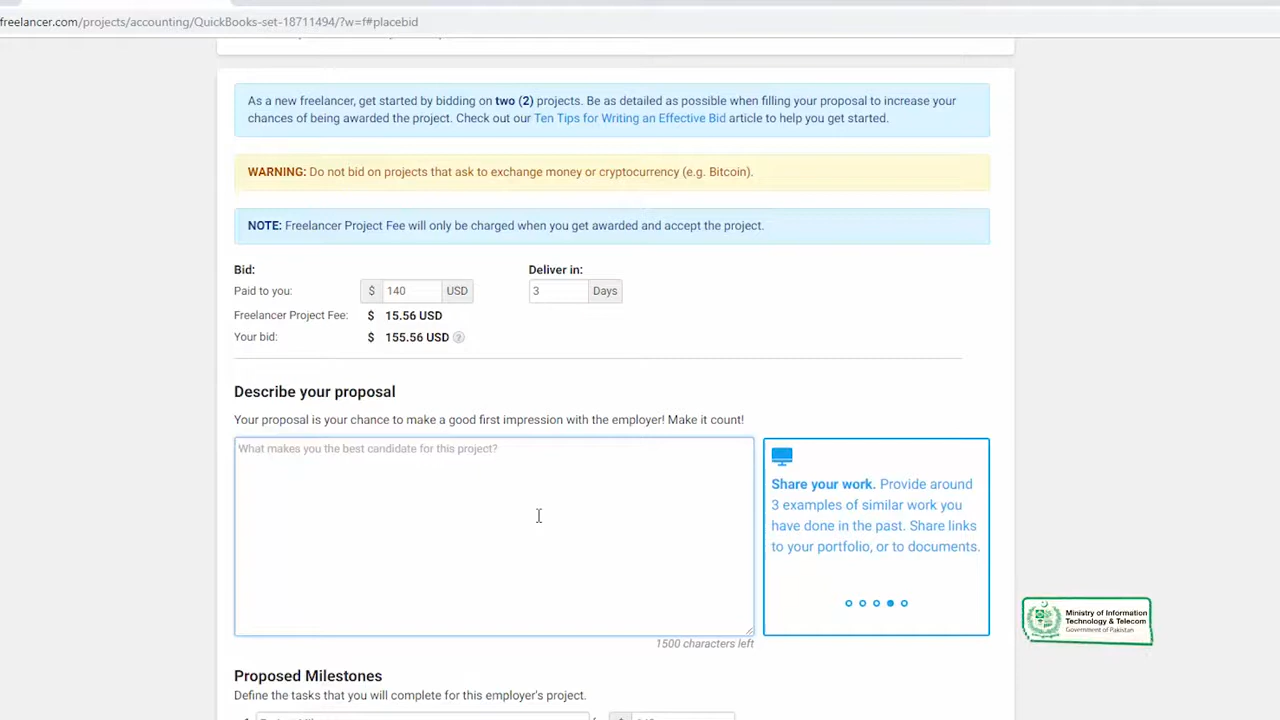 freelancer.com/projects/accounting/QuickBooks-set-18711494/?w=f#placebid
As a new freelancer, get started by bidding on two (2) projects. Be as detailed as possible when filling your proposal to increase your
chances of being awarded the project. Check out our Ten Tips for Writing an Effective Bid article to help you get started.
WARNING: Do not bid on projects that ask to exchange money or cryptocurrency (e.g. Bitcoin).
NOTE: Freelancer Project Fee will only be charged when you get awarded and accept the project.
Bid: Deliver in:
Paid to you: $ 140 USD 3 Days
Freelancer Project Fee: $ 15.56 USD
Your bid: $ 155.56 USD ?
Describe your proposal
Your proposal is your chance to make a good first impression with the employer! Make it count!
What makes you the best candidate for this project?
Share your work. Provide around
3 examples of similar work you
have done in the past. Share links
to your portfolio, or to documents.
1500 characters left
Ministry of Information
Technology & Telecom
Government of Pakistan
Proposed Milestones
Define the tasks that you will complete for this employer's project.